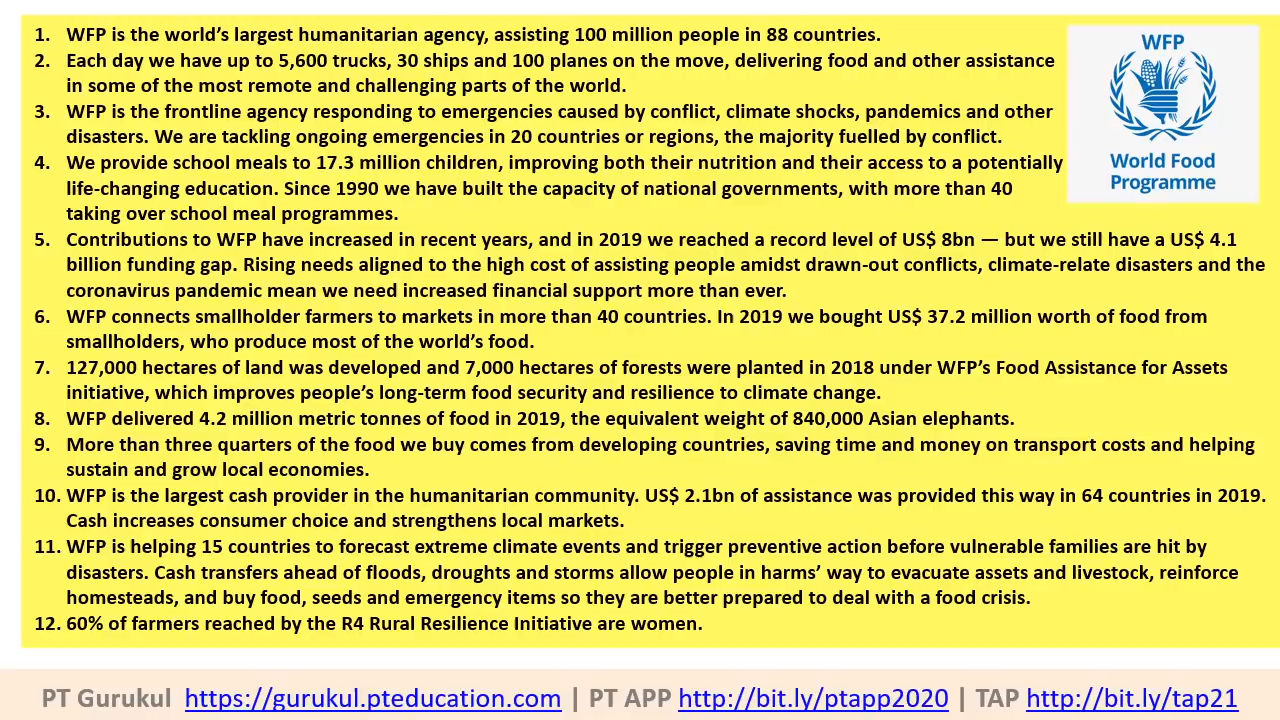 1. WFP is the world’s largest humanitarian agency, assisting 100 million people in 88 countries.
2. Each day we have up to 5,600 trucks, 30 ships and 100 planes on the move, delivering food and other assistance
in some of the most remote and challenging parts of the world.
3. WFP is the frontline agency responding to emergencies caused by conflict, climate shocks, pandemics and other
disasters. We are tackling ongoing emergencies in 20 countries or regions, the majority fuelled by conflict.
4. We provide school meals to 17.3 million children, improving both their nutrition and their access to a potentially
life-changing education. Since 1990 we have built the capacity of national governments, with more than 40
taking over school meal programmes.
WFP
World Food
Programme
5. Contributions to WFP have increased in recent years, and in 2019 we reached a record level of US$ 8bn — but we still have a US$ 4.1
billion funding gap. Rising needs aligned to the high cost of assisting people amidst drawn-out conflicts, climate-relate disasters and the
coronavirus pandemic mean we need increased financial support more than ever.
6. WFP connects smallholder farmers to markets in more than 40 countries. In 2019 we bought US$ 37.2 million worth of food from
smallholders, who produce most of the world’s food.
7. 127,000 hectares of land was developed and 7,000 hectares of forests were planted in 2018 under WFP’s Food Assistance for Assets
initiative, which improves people’s long-term food security and resilience to climate change.
8. WFP delivered 4.2 million metric tonnes of food in 2019, the equivalent weight of 840,000 Asian elephants.
9. More than three quarters of the food we buy comes from developing countries, saving time and money on transport costs and helping
sustain and grow local economies.
10. WFP is the largest cash provider in the humanitarian community. US$ 2.1bn of assistance was provided this way in 64 countries in 2019.
Cash increases consumer choice and strengthens local markets.
11. WFP is helping 15 countries to forecast extreme climate events and trigger preventive action before vulnerable families are hit by
disasters. Cash transfers ahead of floods, droughts and storms allow people in harms’ way to evacuate assets and livestock, reinforce
homesteads, and buy food, seeds and emergency items so they are better prepared to deal with a food crisis.
12. 60% of farmers reached by the R4 Rural Resilience Initiative are women.
PT Gurukul https://gurukul.pteducation.com | PT APP http://bit.ly/ptapp2020 | TAP http://bit.ly/tap21